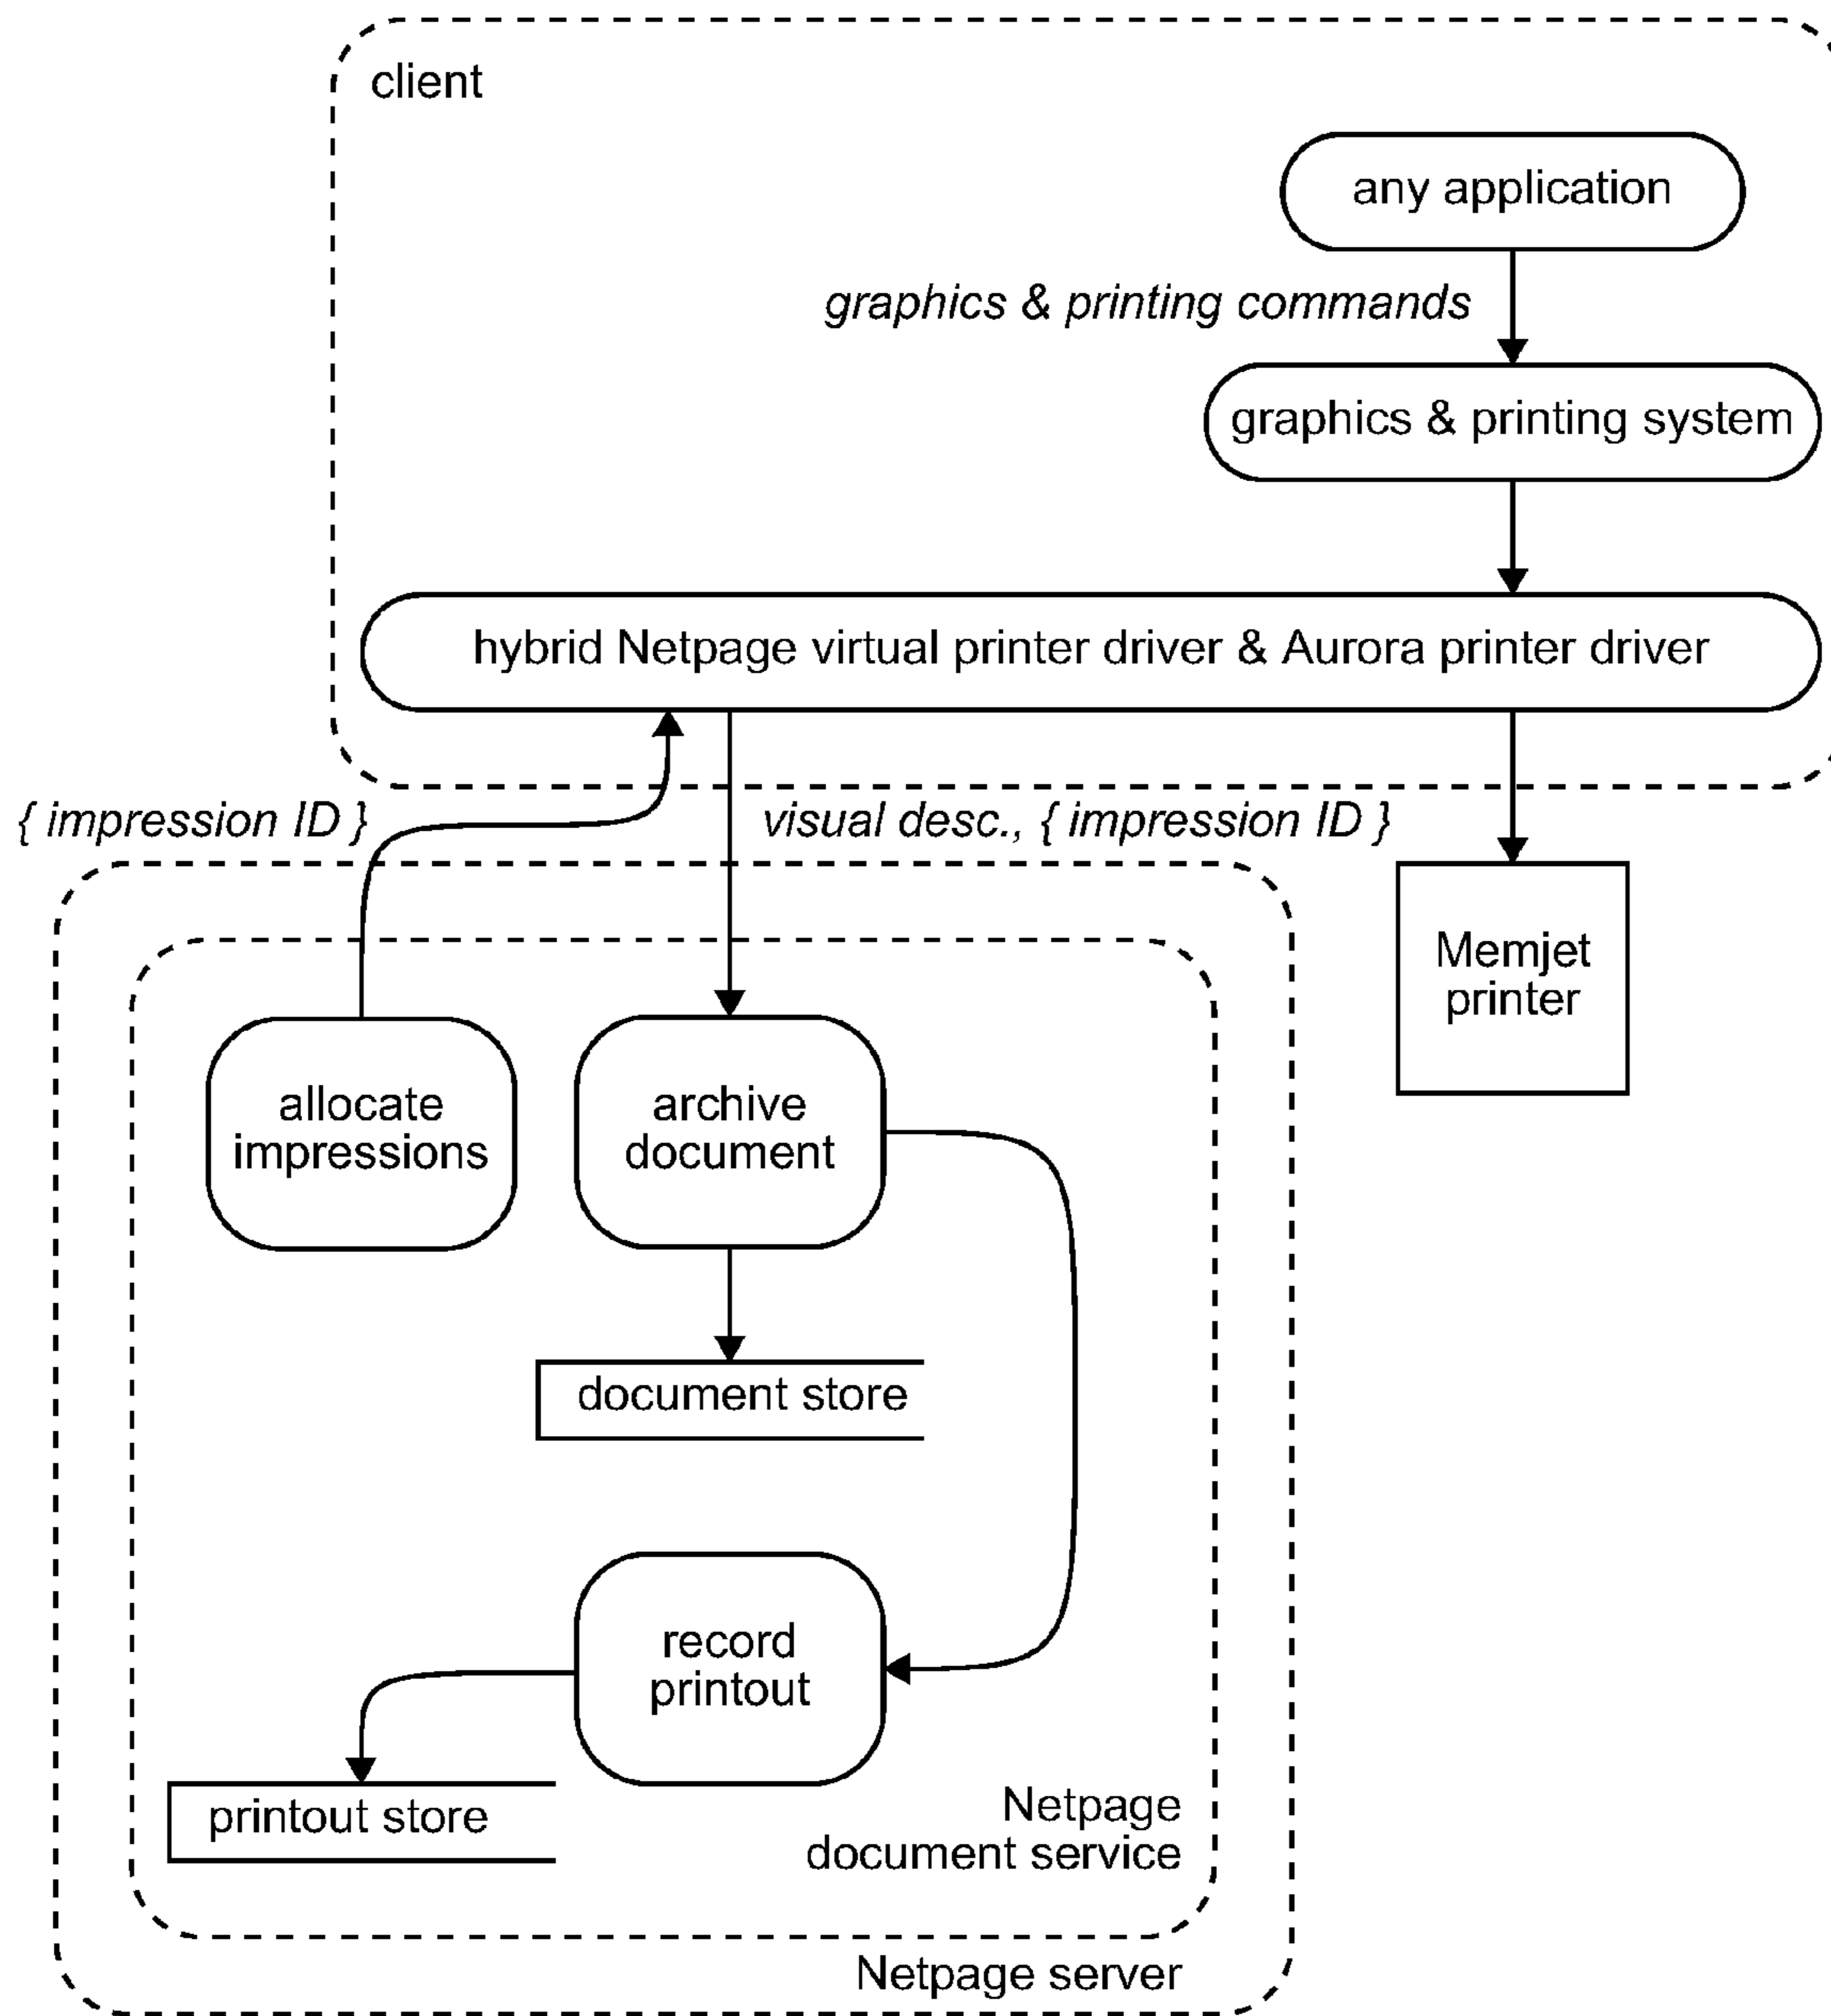 client
any application
graphics & printing commands
graphics & printing system
hybrid Netpage virtual printer driver & Aurora printer driver
{ impression ID }
visual desc., { impression ID }
Memjet
printer
allocate
impressions
archive
document
document store
record
printout
printout store
Netpage
document service
Netpage server